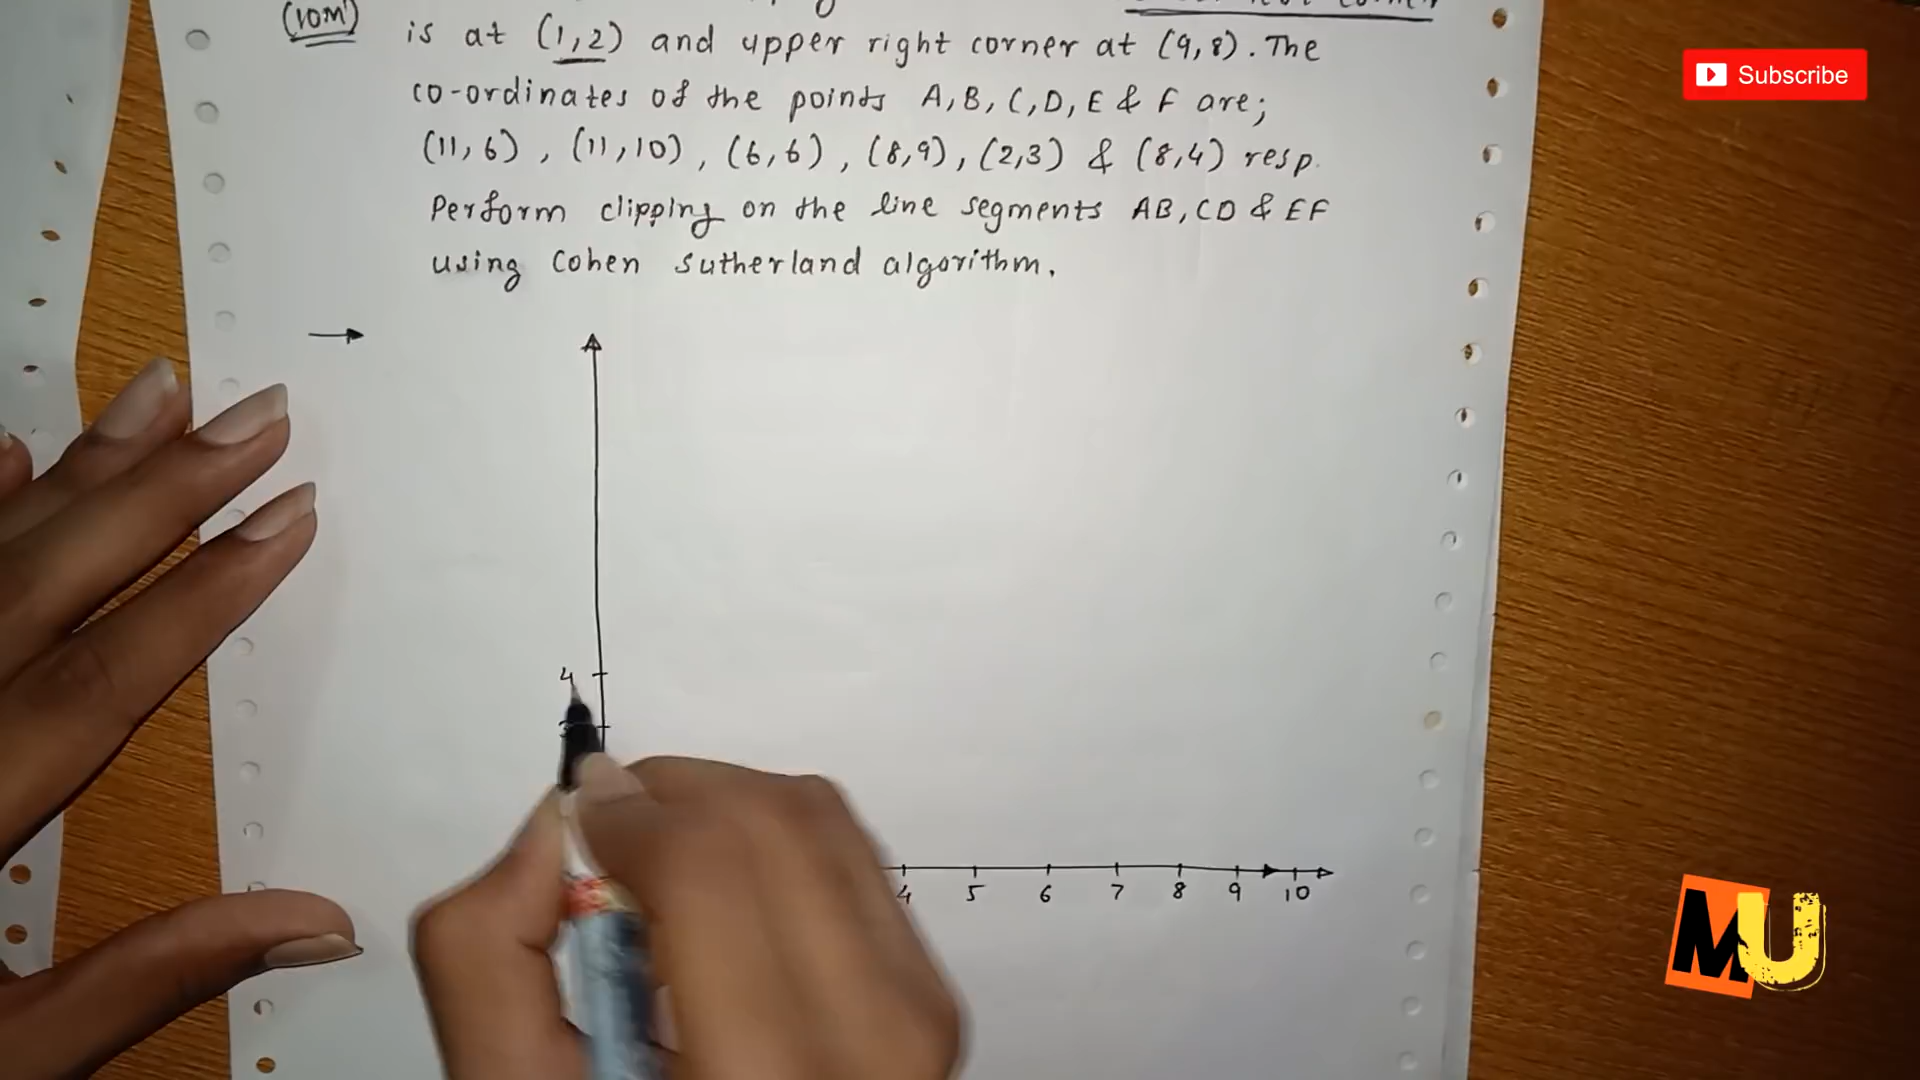 (10M)
is at (1,2) and upper right corner at (9,8). The
co-ordinates of the points A, B, C, D, E & F are;
(11,6), (11,10), (6,6), (8,9), (2,3) & (8,4) resp.
Perform clipping on the line segments AB, CD & EF
using Cohen Sutherland algorithm.
4
3
4 5 6 7 8 9 10
Subscribe
MU